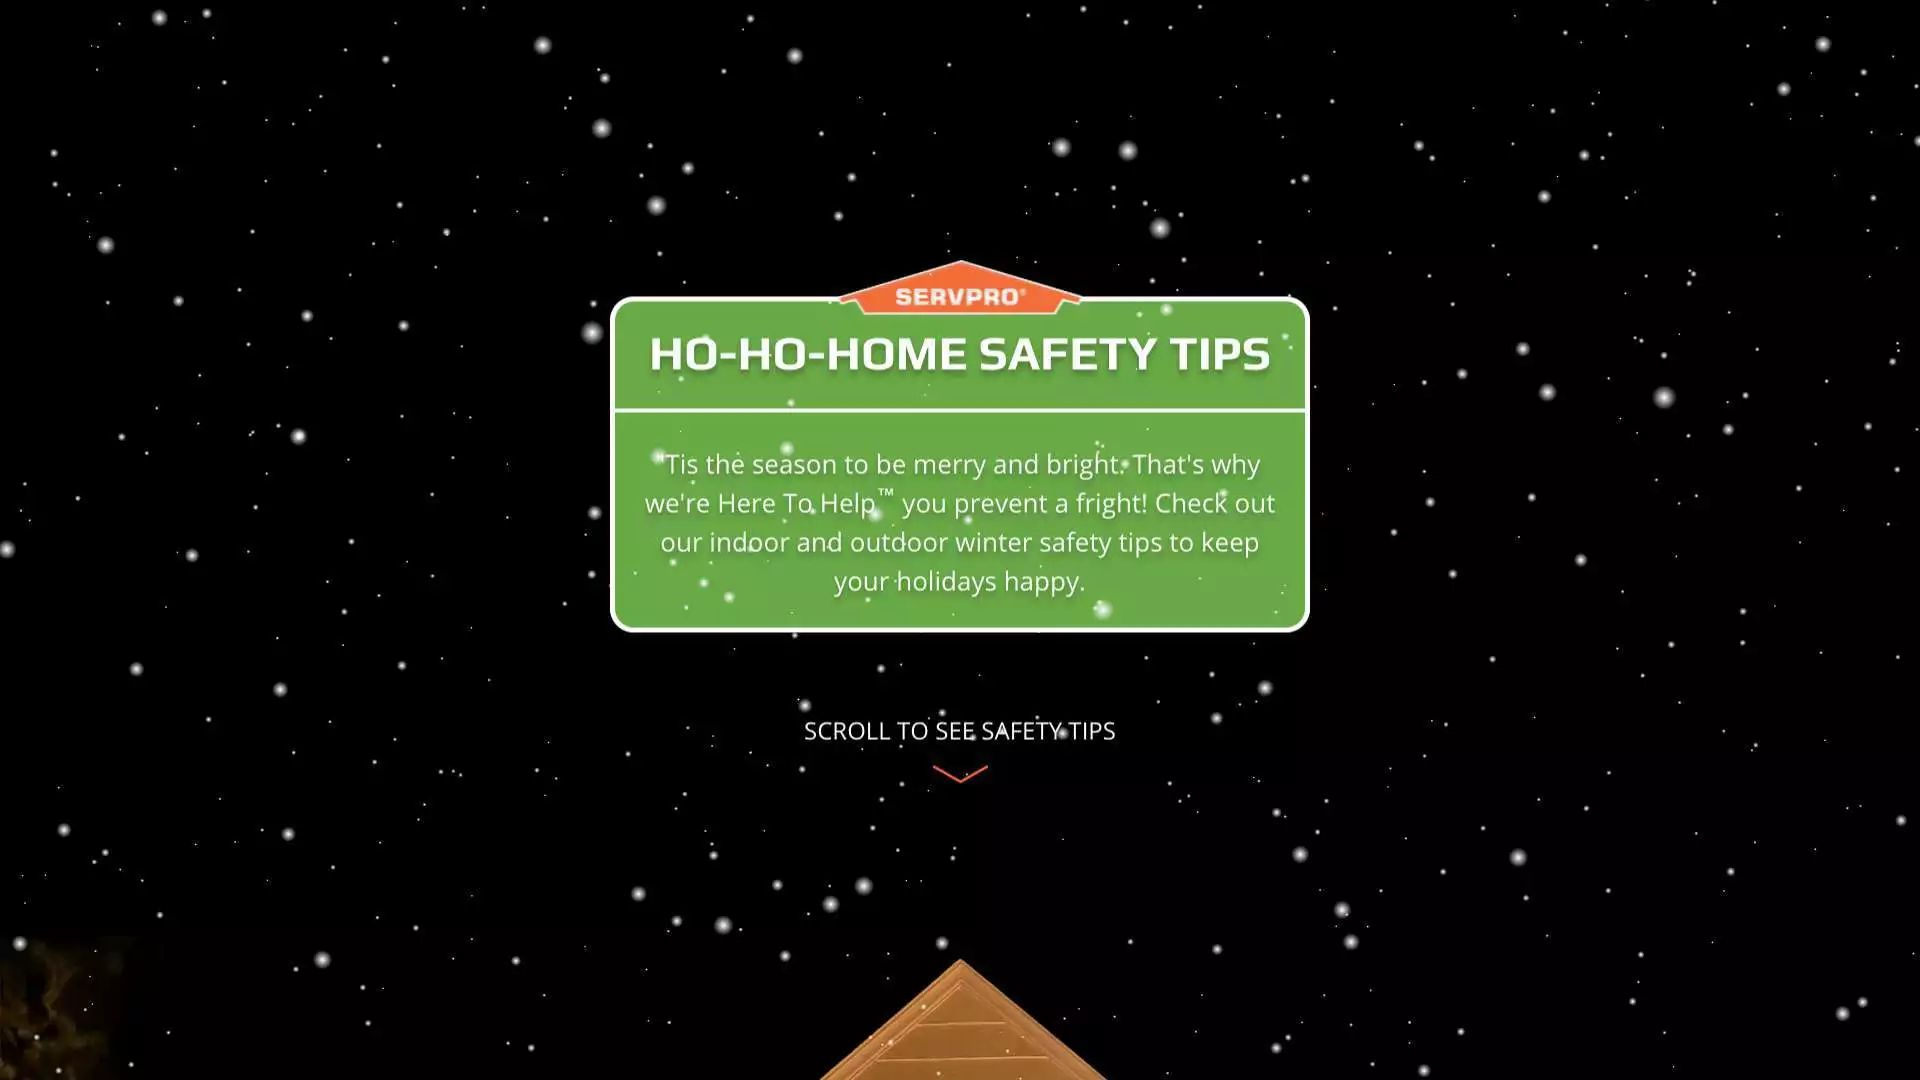 SERVPRO®
HO-HO-HOME SAFETY TIPS
'Tis the season to be merry and bright. That's why
we're Here To Help™ you prevent a fright! Check out
our indoor and outdoor winter safety tips to keep
your holidays happy.
SCROLL TO SEE SAFETY TIPS